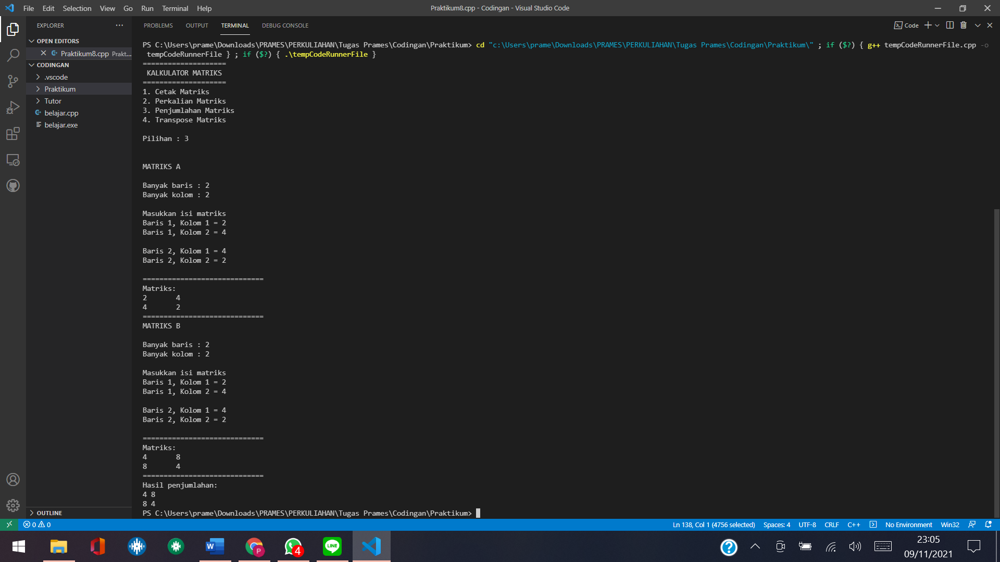 File Edit Selection View Go Run Terminal Help
Praktikum8.cpp - Codingan - Visual Studio Code
EXPLORER
OPEN EDITORS
Praktikum8.cpp Prakt...
CODINGAN
.vscode
Praktikum
Tutor
belajar.cpp
belajar.exe
OUTLINE
PROBLEMS OUTPUT TERMINAL DEBUG CONSOLE
Code
PS C:\Users\prame\Downloads\PRAMES\PERKULIAHAN\Tugas Prames\Codingan\Praktikum> cd "c:\Users\prame\Downloads\PRAMES\PERKULIAHAN\Tugas Prames\Codingan\Praktikum\" ; if ($?) { g++ tempCodeRunnerFile.cpp -o
tempCodeRunnerFile } ; if ($?) { .\tempCodeRunnerFile }
====================
KALKULATOR MATRIKS
====================
1. Cetak Matriks
2. Perkalian Matriks
3. Penjumlahan Matriks
4. Transpose Matriks
Pilihan : 3
MATRIKS A
Banyak baris : 2
Banyak kolom : 2
Masukkan isi matriks
Baris 1, Kolom 1 = 2
Baris 1, Kolom 2 = 4
Baris 2, Kolom 1 = 4
Baris 2, Kolom 2 = 2
=============================
Matriks:
2 4
4 2
=============================
MATRIKS B
Banyak baris : 2
Banyak kolom : 2
Masukkan isi matriks
Baris 1, Kolom 1 = 2
Baris 1, Kolom 2 = 4
Baris 2, Kolom 1 = 4
Baris 2, Kolom 2 = 2
=============================
Matriks:
4 8
8 4
=============================
Hasil penjumlahan:
4 8
8 4
PS C:\Users\prame\Downloads\PRAMES\PERKULIAHAN\Tugas Prames\Codingan\Praktikum>
0 0
Ln 138, Col 1 (4756 selected) Spaces: 4 UTF-8 CRLF C++ No Environment Win32
W P 4 LINE
?
23:05
09/11/2021